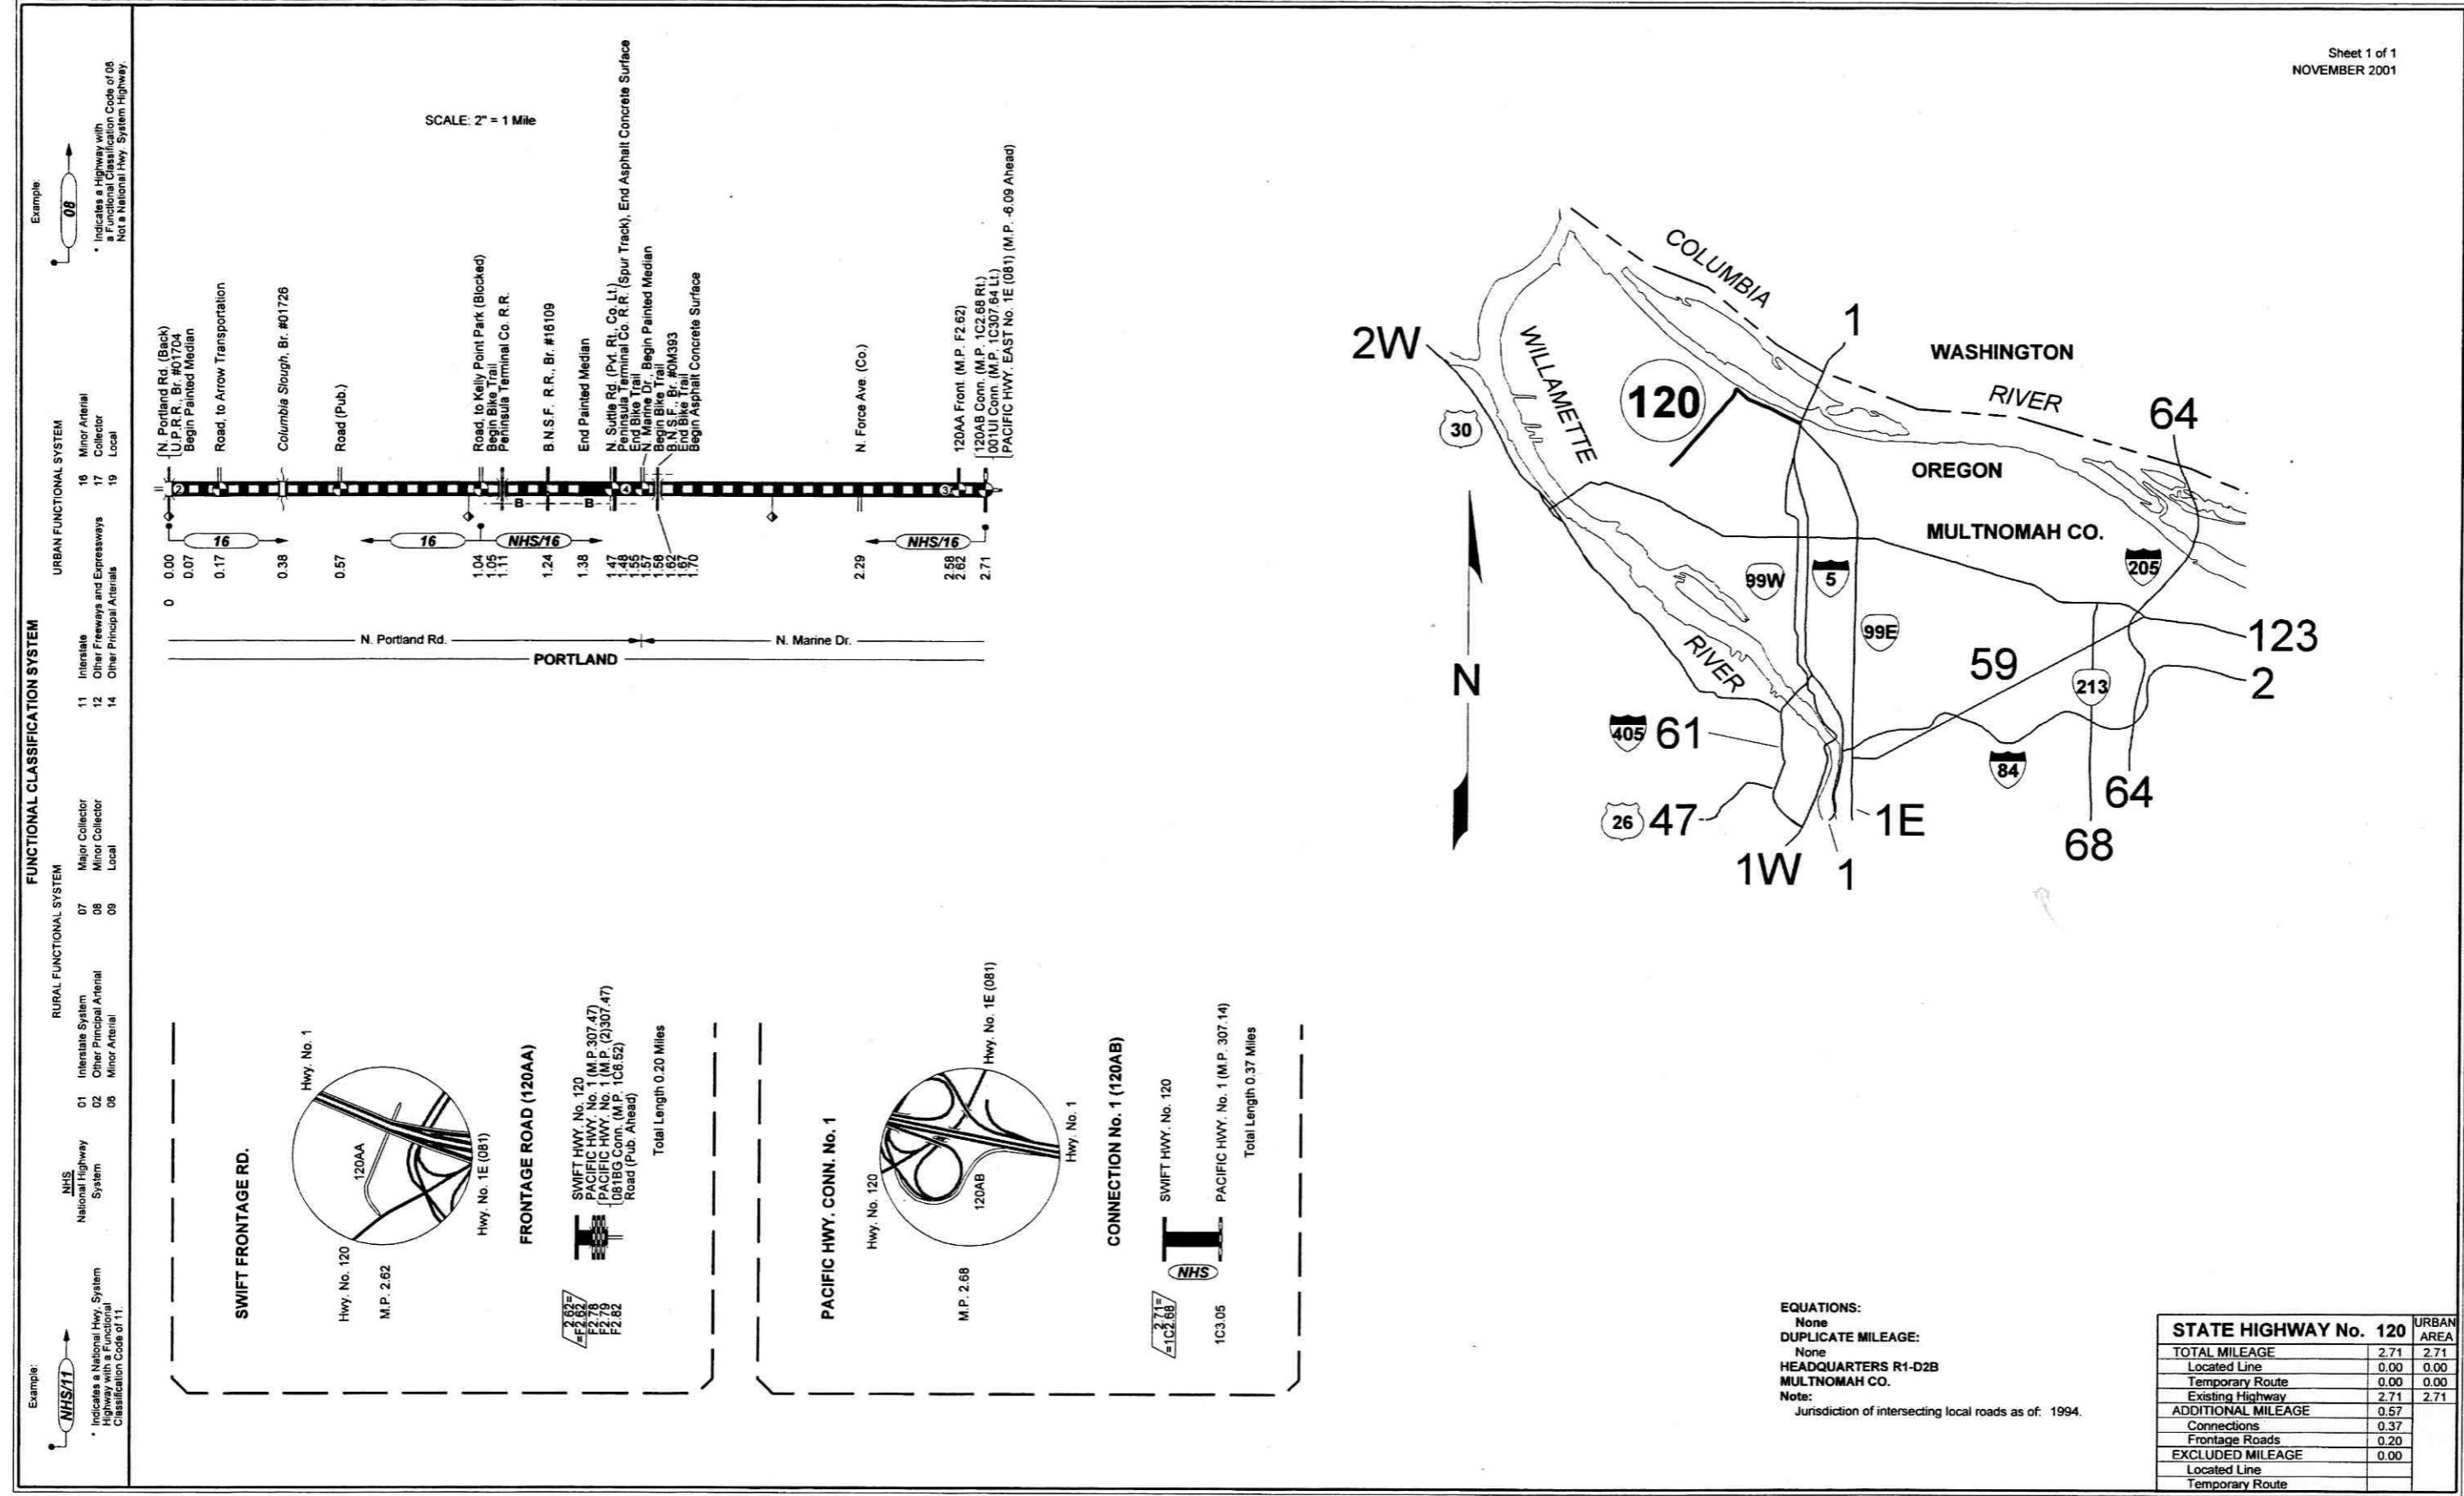 Sheet 1 of 1
NOVEMBER 2001
FUNCTIONAL CLASSIFICATION SYSTEM
Example:
NHS/11
* Indicates a National Hwy. System
Highway with a Functional
Classification Code of 11.
NHS
National Highway
System
RURAL FUNCTIONAL SYSTEM
01 Interstate System
02 Other Principal Arterial
06 Minor Arterial
07 Major Collector
08 Minor Collector
09 Local
URBAN FUNCTIONAL SYSTEM
11 Interstate
12 Other Freeways and Expressways
14 Other Principal Arterials
16 Minor Arterial
17 Collector
19 Local
Example:
08
* Indicates a Highway with
a Functional Classification Code of 08.
Not a National Hwy. System Highway.
SCALE: 2" = 1 Mile
N. Portland Rd. (Back)
U.P.R.R., Br. #01704
Begin Painted Median
Road, to Arrow Transportation
Columbia Slough, Br. #01726
Road (Pub.)
Road, to Kelly Point Park (Blocked)
Begin Bike Trail
Peninsula Terminal Co. R.R.
B.N.S.F. R.R., Br. #16109
End Painted Median
N. Suttle Rd. (Pvt. Rt., Co. Lt.)
Peninsula Terminal Co. R.R. (Spur Track), End Asphalt Concrete Surface
End Bike Trail
N. Marine Dr., Begin Painted Median
Begin Bike Trail
B.N.S.F., Br. #0M393
End Bike Trail
Begin Asphalt Concrete Surface
N. Force Ave. (Co.)
120AA Front. (M.P. F2.62)
120AB Conn. (M.P. 1C2.68 Rt.)
001UI Conn. (M.P. 1C307.64 Lt.)
PACIFIC HWY. EAST No. 1E (081) (M.P. -6.09 Ahead)
2
4
3
B
B
16
16
NHS/16
NHS/16
0.00
0.07
0.17
0.38
0.57
1.04
1.05
1.11
1.24
1.38
1.47
1.48
1.55
1.57
1.58
1.62
1.67
1.70
2.29
2.58
2.62
2.71
0
N. Portland Rd.
N. Marine Dr.
PORTLAND
COLUMBIA
RIVER
WILLAMETTE
RIVER
WASHINGTON
OREGON
MULTNOMAH CO.
2W
30
120
1
64
205
99W
5
99E
123
59
213
2
N
405
61
84
64
26
47
1W
1
1E
68
SWIFT FRONTAGE RD.
Hwy. No. 1
120AA
Hwy. No. 120
Hwy. No. 1E (081)
M.P. 2.62
FRONTAGE ROAD (120AA)
SWIFT HWY. No. 120
PACIFIC HWY. No. 1 (M.P.307.47)
PACIFIC HWY. No. 1 (M.P. (2)307.47)
081BG Conn. (M.P. 1C6.52)
Road (Pub. Ahead)
Total Length 0.20 Miles
2.62=
=F2.62
F2.78
F2.79
F2.82
PACIFIC HWY. CONN. No. 1
Hwy. No. 1E (081)
Hwy. No. 120
120AB
Hwy. No. 1
M.P. 2.68
CONNECTION No. 1 (120AB)
SWIFT HWY. No. 120
PACIFIC HWY. No. 1 (M.P. 307.14)
Total Length 0.37 Miles
NHS
2.71=
=1C2.68
1C3.05
EQUATIONS:
None
DUPLICATE MILEAGE:
None
HEADQUARTERS R1-D2B
MULTNOMAH CO.
Note:
Jurisdiction of intersecting local roads as of: 1994.
STATE HIGHWAY No. 120 URBAN AREA
TOTAL MILEAGE 2.71 2.71
Located Line 0.00 0.00
Temporary Route 0.00 0.00
Existing Highway 2.71 2.71
ADDITIONAL MILEAGE 0.57
Connections 0.37
Frontage Roads 0.20
EXCLUDED MILEAGE 0.00
Located Line
Temporary Route